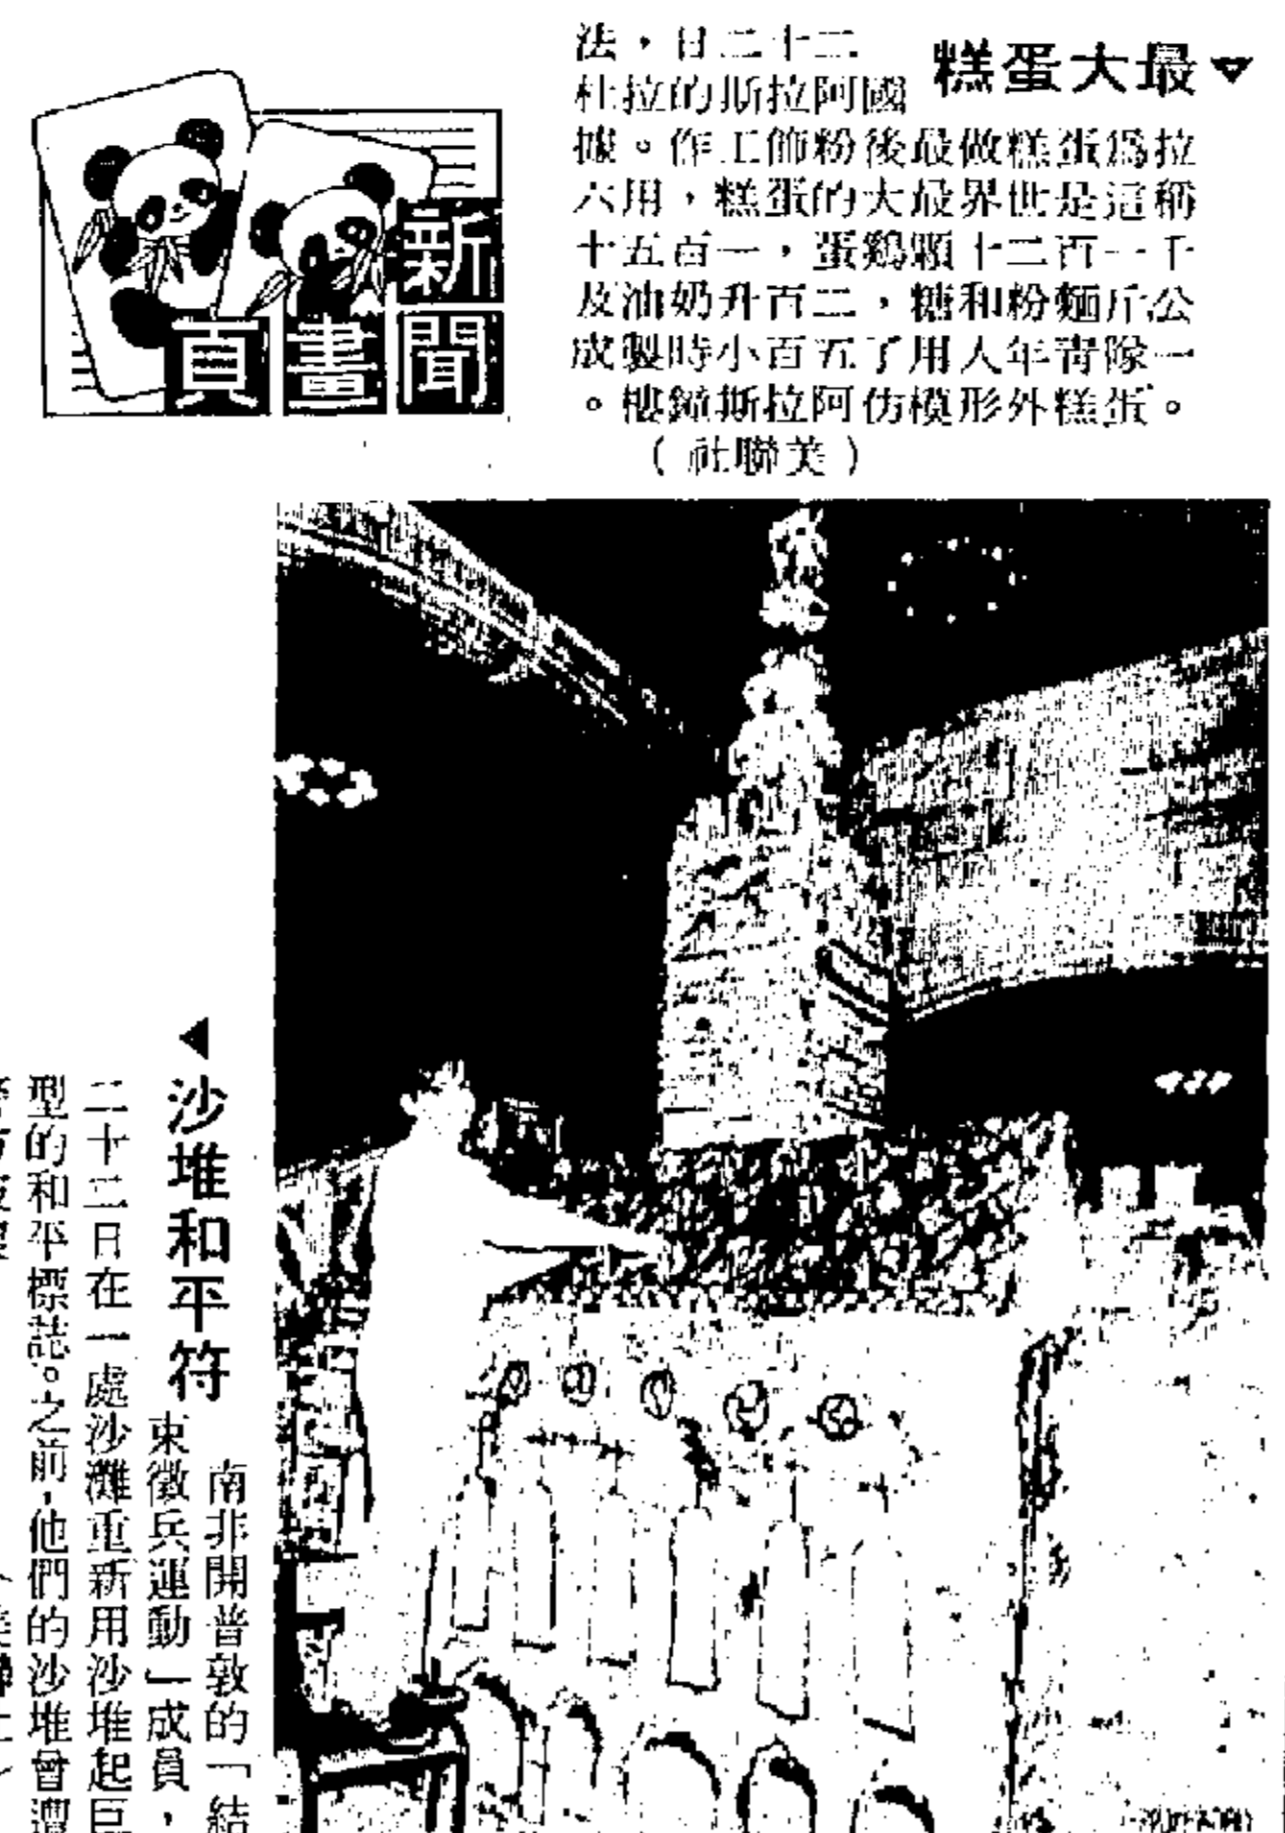 新聞畫頁
▼最大蛋糕
二十二日，法
國阿拉斯的拉杜
拉爲蛋糕做最後粉飾工作。據
稱這是世界最大的蛋糕，用六
千一百二十顆鷄蛋，一百五十
公斤麵粉和糖，二百升奶油及
一隊青年人用了五百小時製成
。蛋糕外形模仿阿拉斯鐘樓。
（美聯社）
◀沙堆和平符
南非開普敦的「結
束徵兵運動」成員，
二十二日在一處沙灘重新用沙堆起巨
型的和平標誌。之前，他們的沙堆曾遭